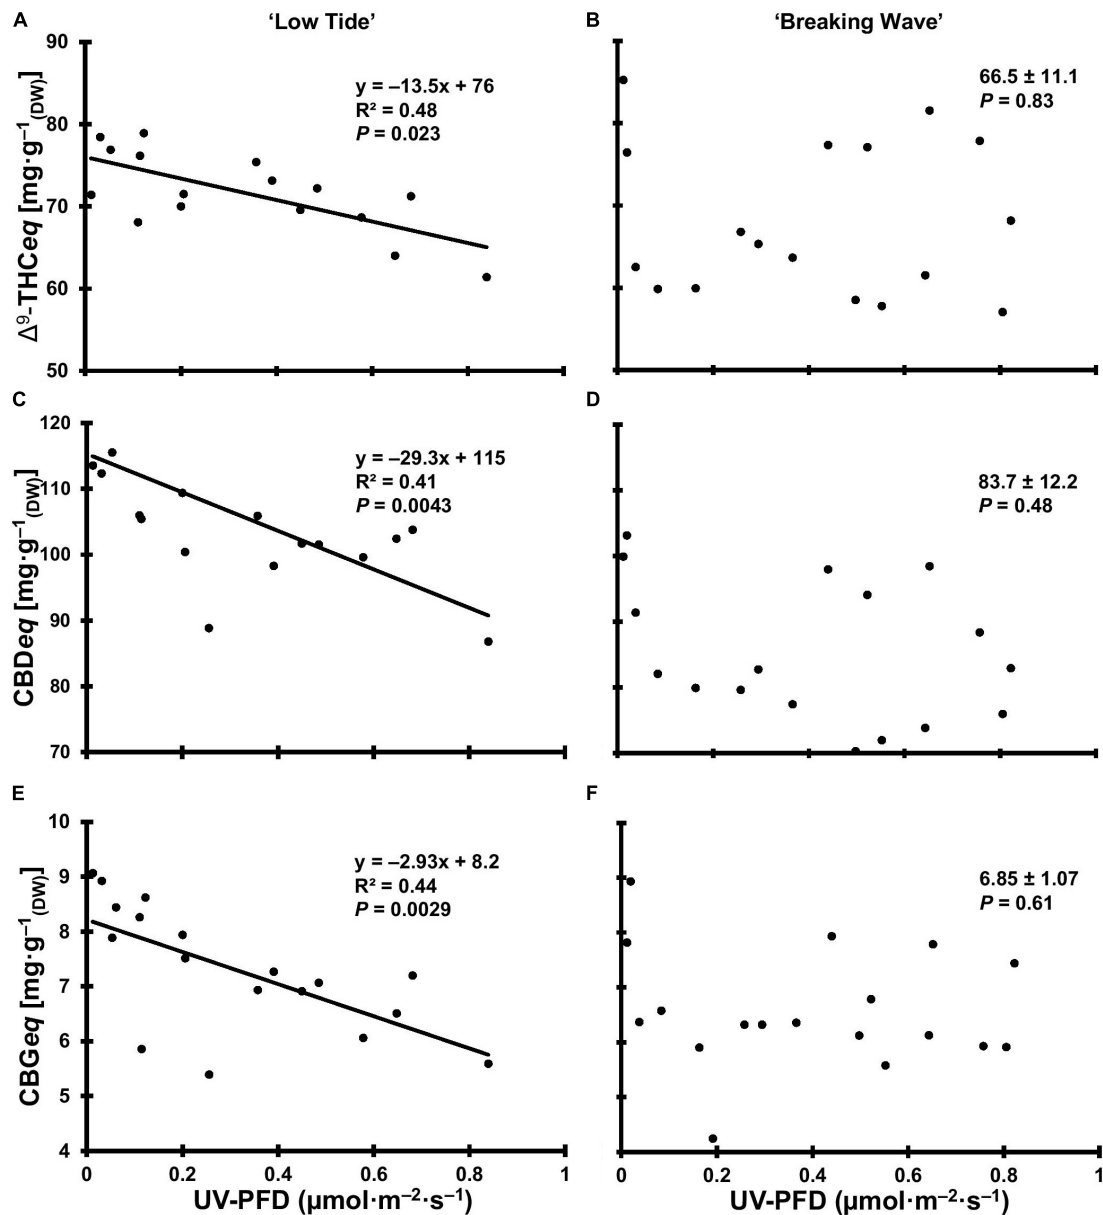 A
‘Low Tide’
B
‘Breaking Wave’
90
80
70
60
50
Δ⁹-THCeq [mg·g⁻¹(DW)]
y = –13.5x + 76
R² = 0.48
P = 0.023
66.5 ± 11.1
P = 0.83
C
D
120
110
100
90
80
70
CBDeq [mg·g⁻¹(DW)]
y = –29.3x + 115
R² = 0.41
P = 0.0043
83.7 ± 12.2
P = 0.48
E
F
10
9
8
7
6
5
4
CBGeq [mg·g⁻¹(DW)]
y = –2.93x + 8.2
R² = 0.44
P = 0.0029
6.85 ± 1.07
P = 0.61
0 0.2 0.4 0.6 0.8 1
UV-PFD (µmol·m⁻²·s⁻¹)
0 0.2 0.4 0.6 0.8 1
UV-PFD (µmol·m⁻²·s⁻¹)